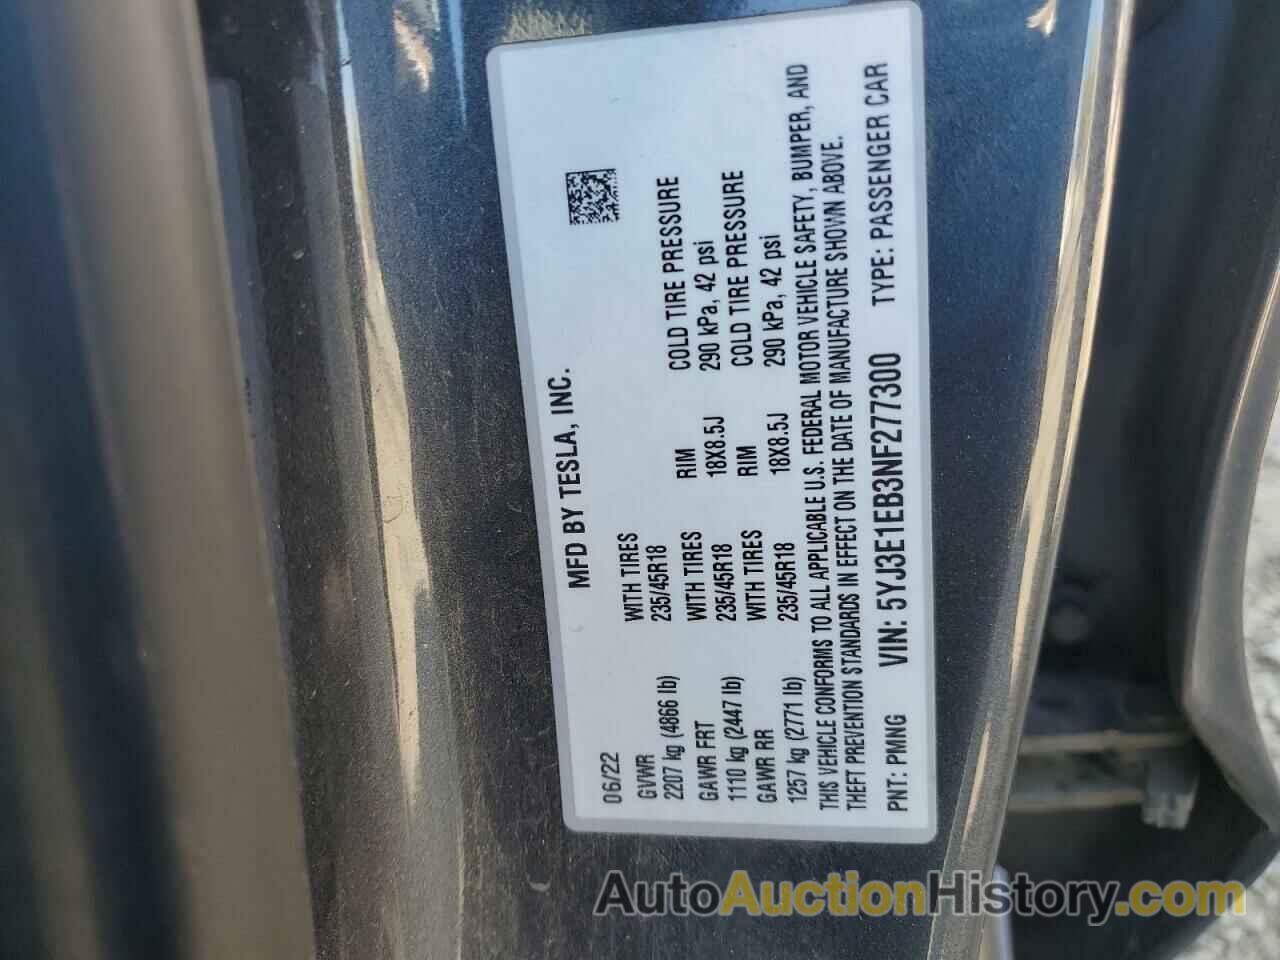 MFD BY TESLA, INC.
06/22
GVWR WITH TIRES RIM COLD TIRE PRESSURE
2207 kg (4866 lb) 235/45R18 18X8.5J 290 kPa, 42 psi
GAWR FRT WITH TIRES RIM COLD TIRE PRESSURE
1110 kg (2447 lb) 235/45R18 18X8.5J 290 kPa, 42 psi
GAWR RR WITH TIRES
1257 kg (2771 lb) 235/45R18
THIS VEHICLE CONFORMS TO ALL APPLICABLE U.S. FEDERAL MOTOR VEHICLE SAFETY, BUMPER, AND
THEFT PREVENTION STANDARDS IN EFFECT ON THE DATE OF MANUFACTURE SHOWN ABOVE.
PNT: PMNG VIN: 5YJ3E1EB3NF277300 TYPE: PASSENGER CAR
AutoAuctionHistory.com